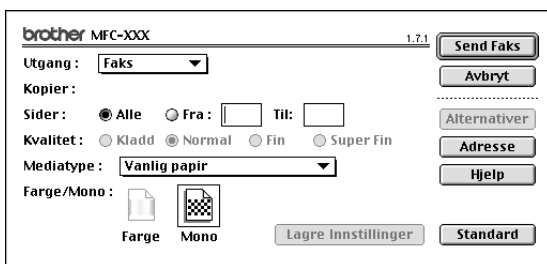 brother MFC-XXX 1.7.1 Send Faks
Utgang : Faks Avbryt
Kopier :
Sider : Alle Fra : Til: Alternativer
Kvalitet : Kladd Normal Fin Super Fin Adresse
Mediatype : Vanlig papir Hjelp
Farge/Mono :
Farge Mono Lagre Innstillinger Standard